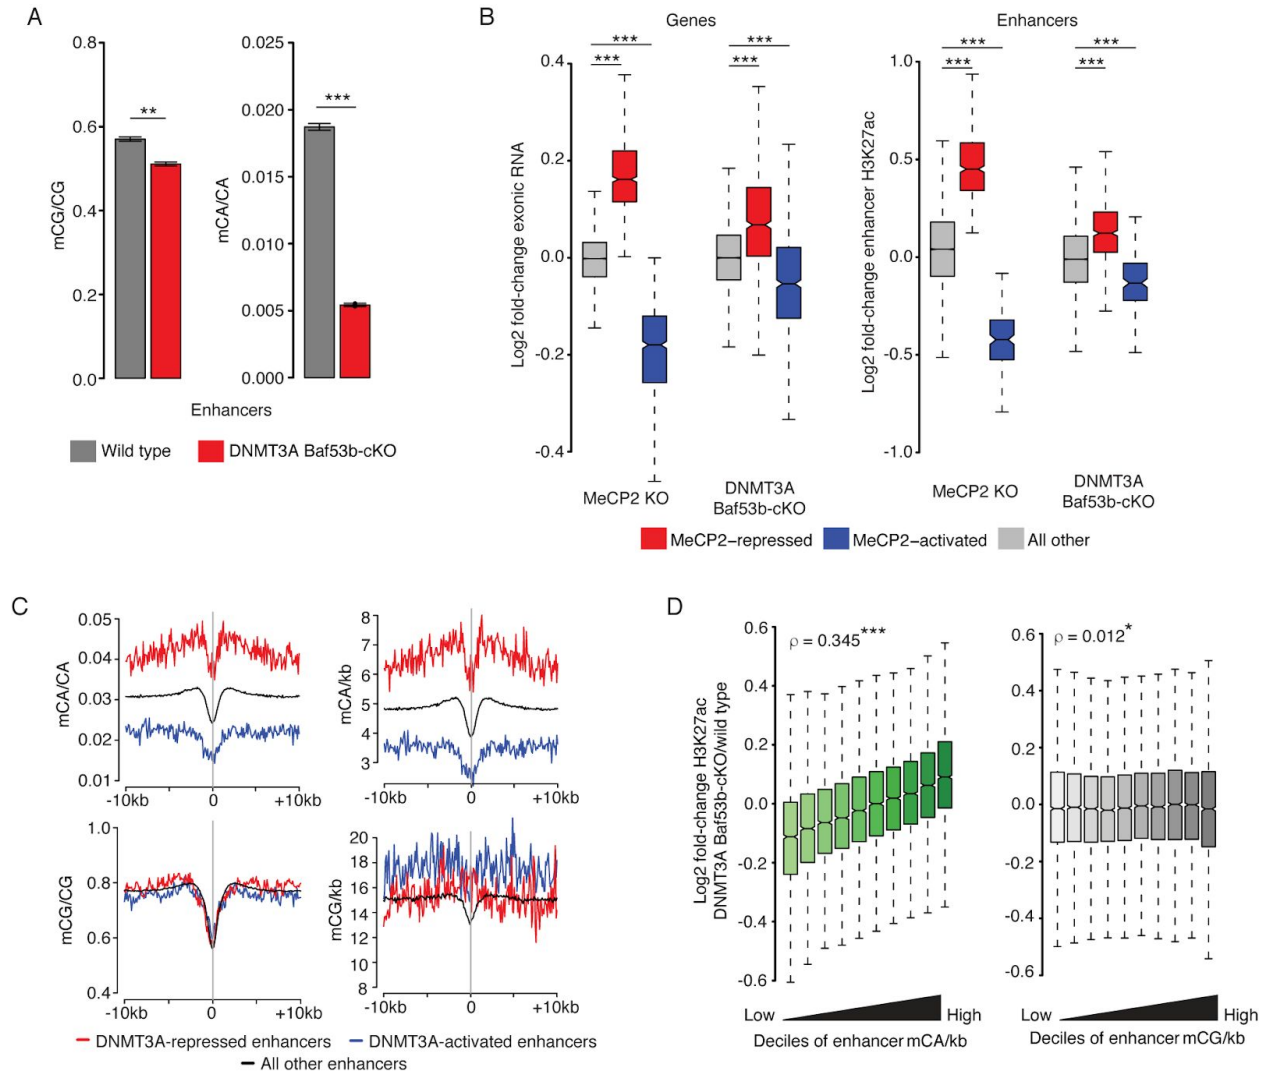 A
0.8
0.6
0.4
0.2
0.0
mCG/CG
**
0.025
0.020
0.015
0.010
0.005
0.000
mCA/CA
***
Enhancers
Wild type
DNMT3A Baf53b-cKO
B
Genes
0.4
0.2
0.0
-0.2
-0.4
Log2 fold-change exonic RNA
***
***
***
***
MeCP2 KO
DNMT3A
Baf53b-cKO
Enhancers
1.0
0.5
0.0
-0.5
-1.0
Log2 fold-change enhancer H3K27ac
***
***
***
***
MeCP2 KO
DNMT3A
Baf53b-cKO
MeCP2−repressed
MeCP2−activated
All other
C
0.05
0.04
0.03
0.02
0.01
mCA/CA
-10kb
0
+10kb
8
7
6
5
4
3
mCA/kb
-10kb
0
+10kb
1.0
0.8
0.6
0.4
mCG/CG
-10kb
0
+10kb
20
18
16
14
12
10
8
mCG/kb
-10kb
0
+10kb
DNMT3A-repressed enhancers
DNMT3A-activated enhancers
All other enhancers
D
0.6
0.4
0.2
0.0
-0.2
-0.4
-0.6
Log2 fold-change H3K27ac
DNMT3A Baf53b-cKO/wild type
ρ = 0.345***
Low
High
Deciles of enhancer mCA/kb
0.6
0.4
0.2
0.0
-0.2
-0.4
-0.6
ρ = 0.012*
Low
High
Deciles of enhancer mCG/kb